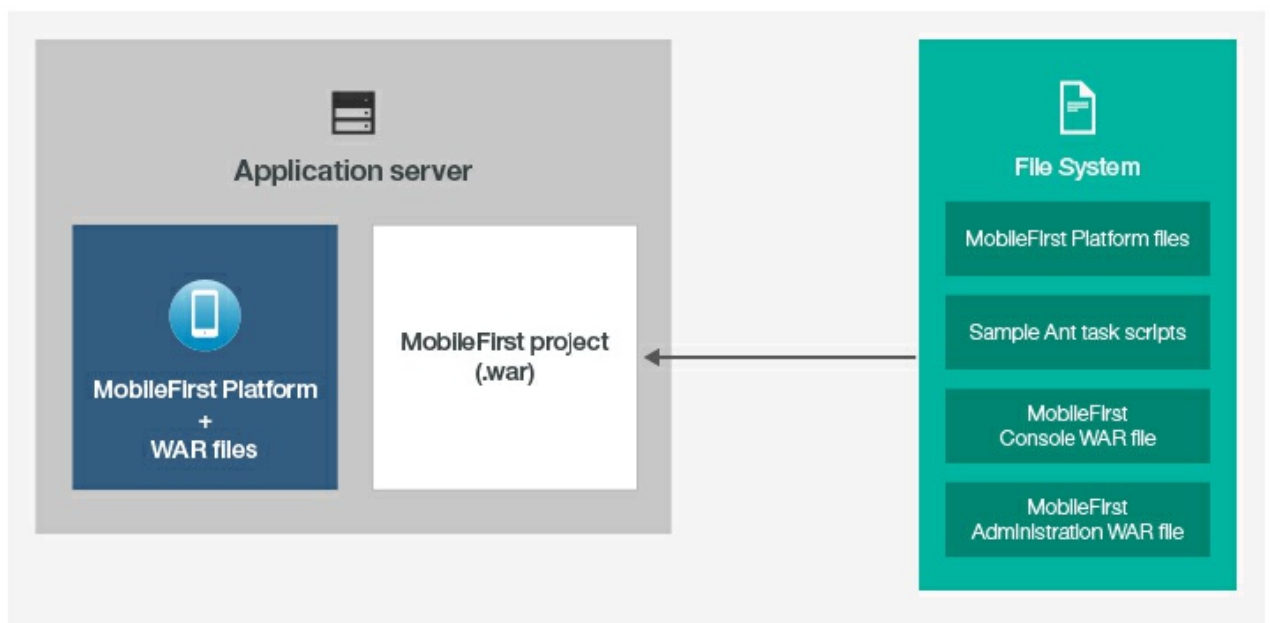 Application server
MobileFirst Platform
+
WAR files
MobileFirst project
(.war)
File System
MobileFirst Platform files
Sample Ant task scripts
MobileFirst
Console WAR file
MobileFirst
Administration WAR file